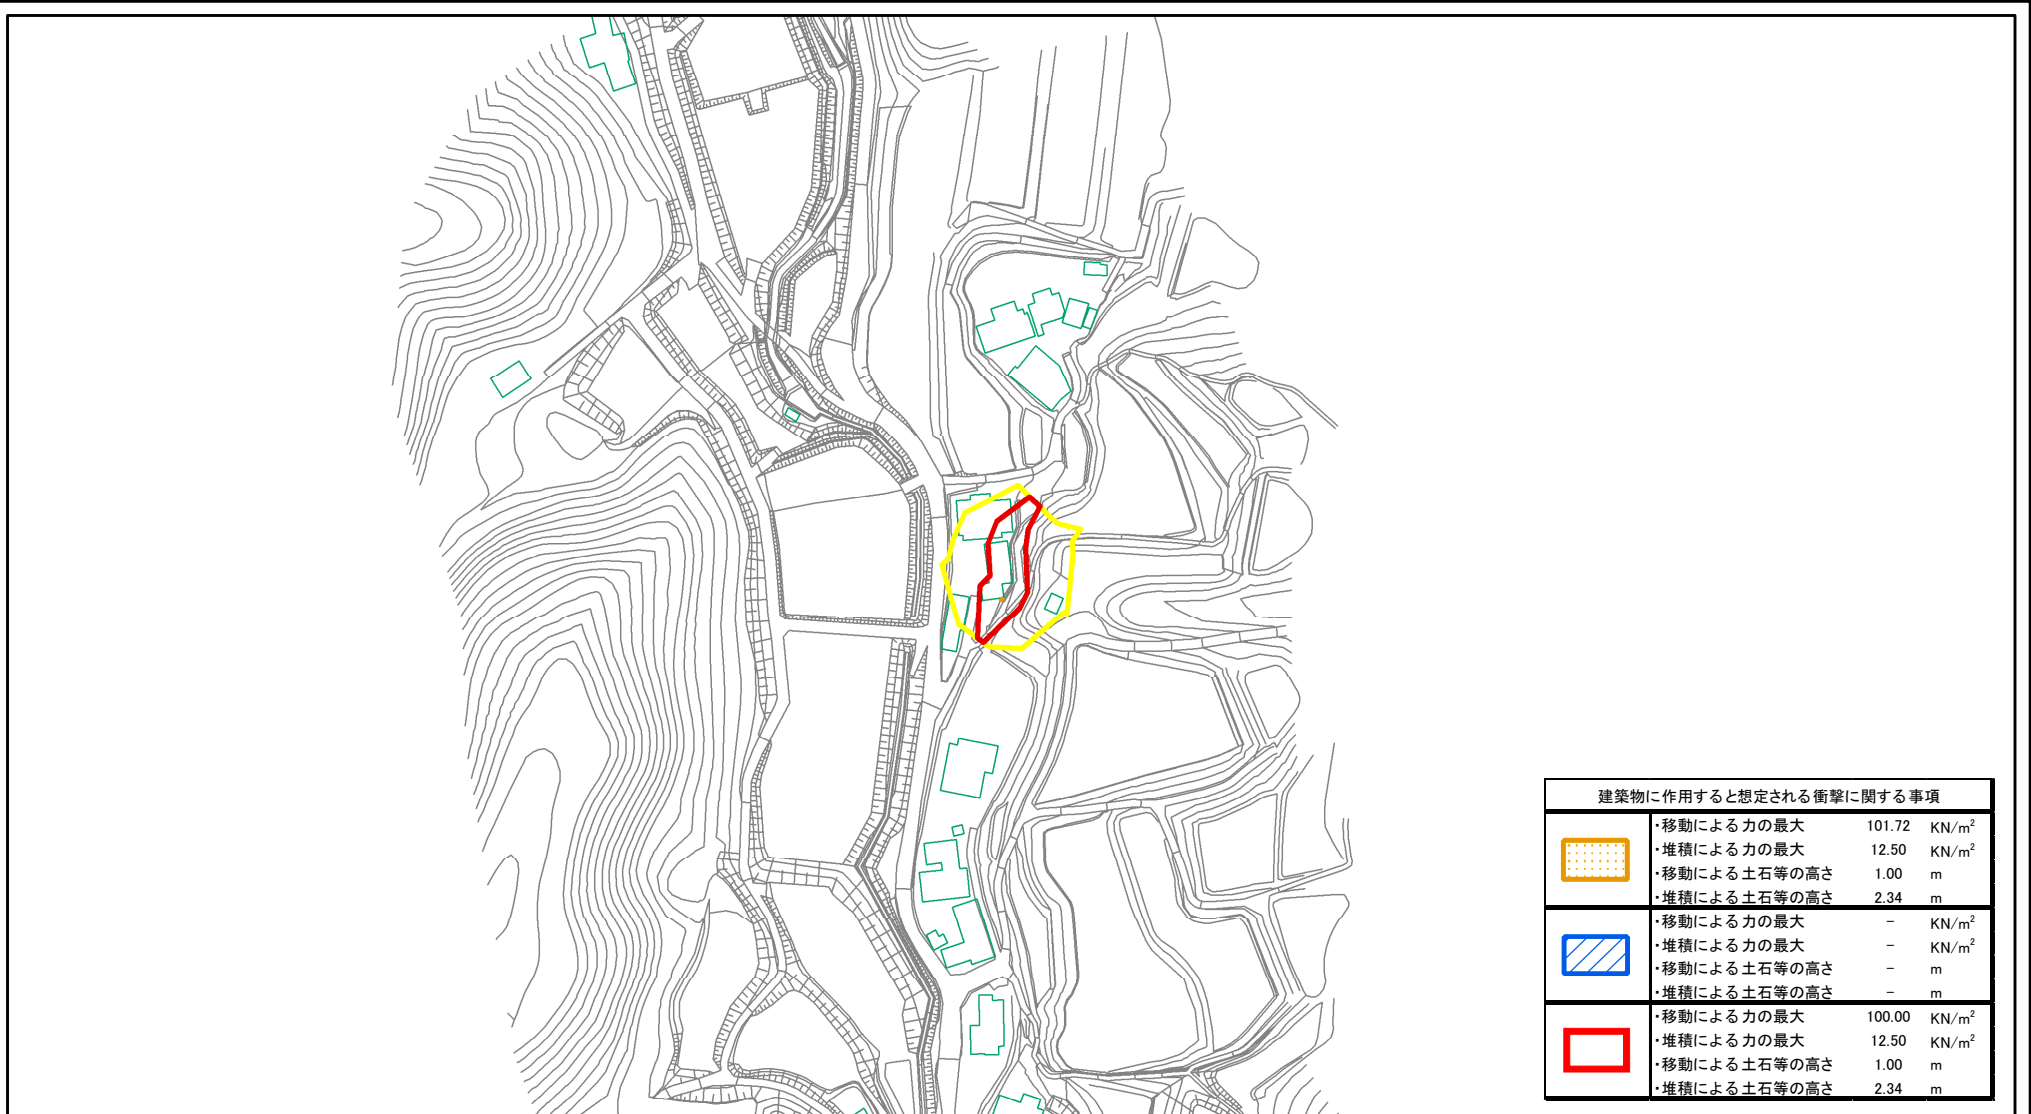 建築物に作用すると想定される衝撃に関する事項
・移動による力の最大 101.72 KN/m²
・堆積による力の最大 12.50 KN/m²
・移動による土石等の高さ 1.00 m
・堆積による土石等の高さ 2.34 m
・移動による力の最大 － KN/m²
・堆積による力の最大 － KN/m²
・移動による土石等の高さ － m
・堆積による土石等の高さ － m
・移動による力の最大 100.00 KN/m²
・堆積による力の最大 12.50 KN/m²
・移動による土石等の高さ 1.00 m
・堆積による土石等の高さ 2.34 m